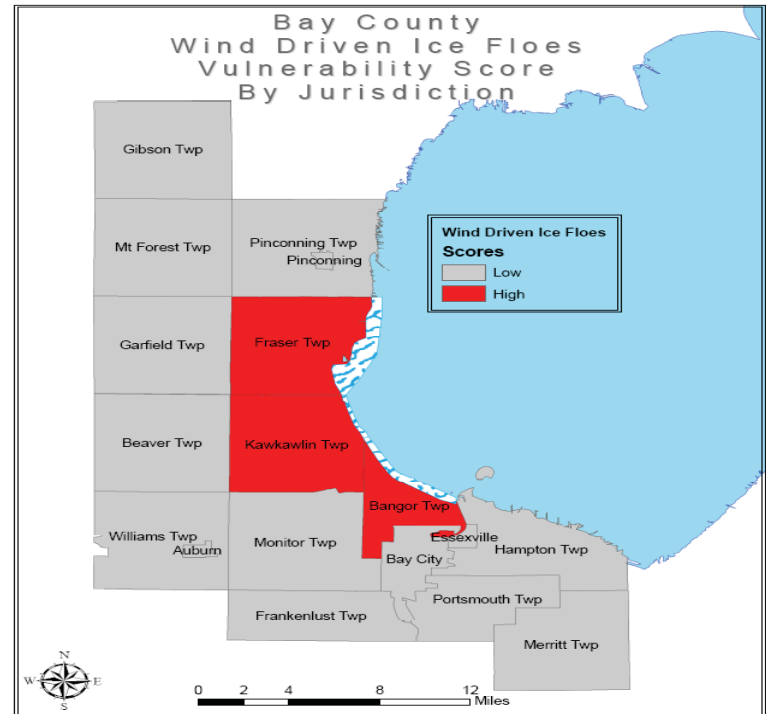 Bay County
Wind Driven Ice Floes
Vulnerability Score
By Jurisdiction
Gibson Twp
Mt Forest Twp
Pinconning Twp
Pinconning
Wind Driven Ice Floes
Scores
Low
High
Garfield Twp
Fraser Twp
Beaver Twp
Kawkawlin Twp
Bangor Twp
Williams Twp
Auburn
Monitor Twp
Essexville
Hampton Twp
Bay City
Frankenlust Twp
Portsmouth Twp
Merritt Twp
N
W
E
S
0 2 4 8 12
Miles